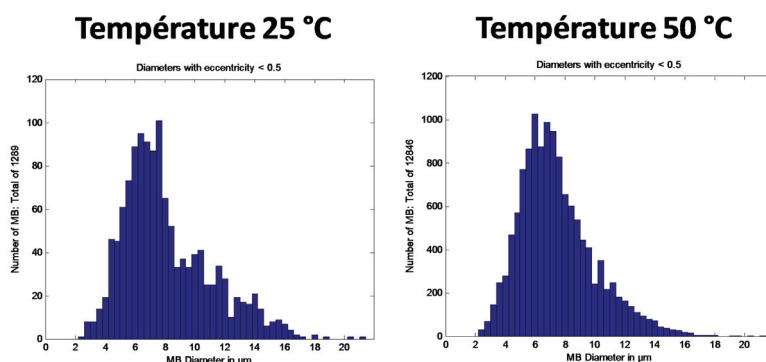 Température 25 °C
Diameters with eccentricity < 0.5
Number of MB: Total of 1289
120
100
80
60
40
20
0
0 2 4 6 8 10 12 14 16 18 20
MB Diameter in µm
Température 50 °C
Diameters with eccentricity < 0.5
Number of MB: Total of 12846
1200
1000
800
600
400
200
0
0 2 4 6 8 10 12 14 16 18 20
MB Diameter in µm